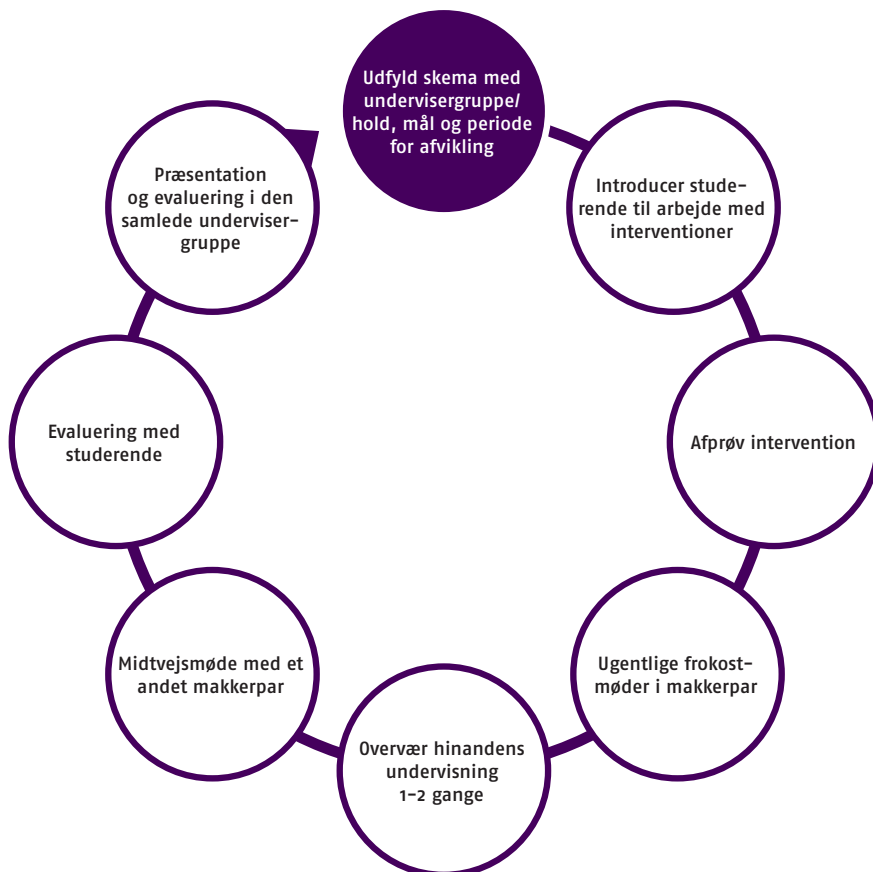 Udfyld skema med
undervisergruppe/
hold, mål og periode
for afvikling
Introducer stude-
rende til arbejde med
interventioner
Afprøv intervention
Ugentlige frokost-
møder i makkerpar
Overvær hinandens
undervisning
1-2 gange
Midtvejsmøde med et
andet makkerpar
Evaluering med
studerende
Præsentation
og evaluering i den
samlede underviser-
gruppe